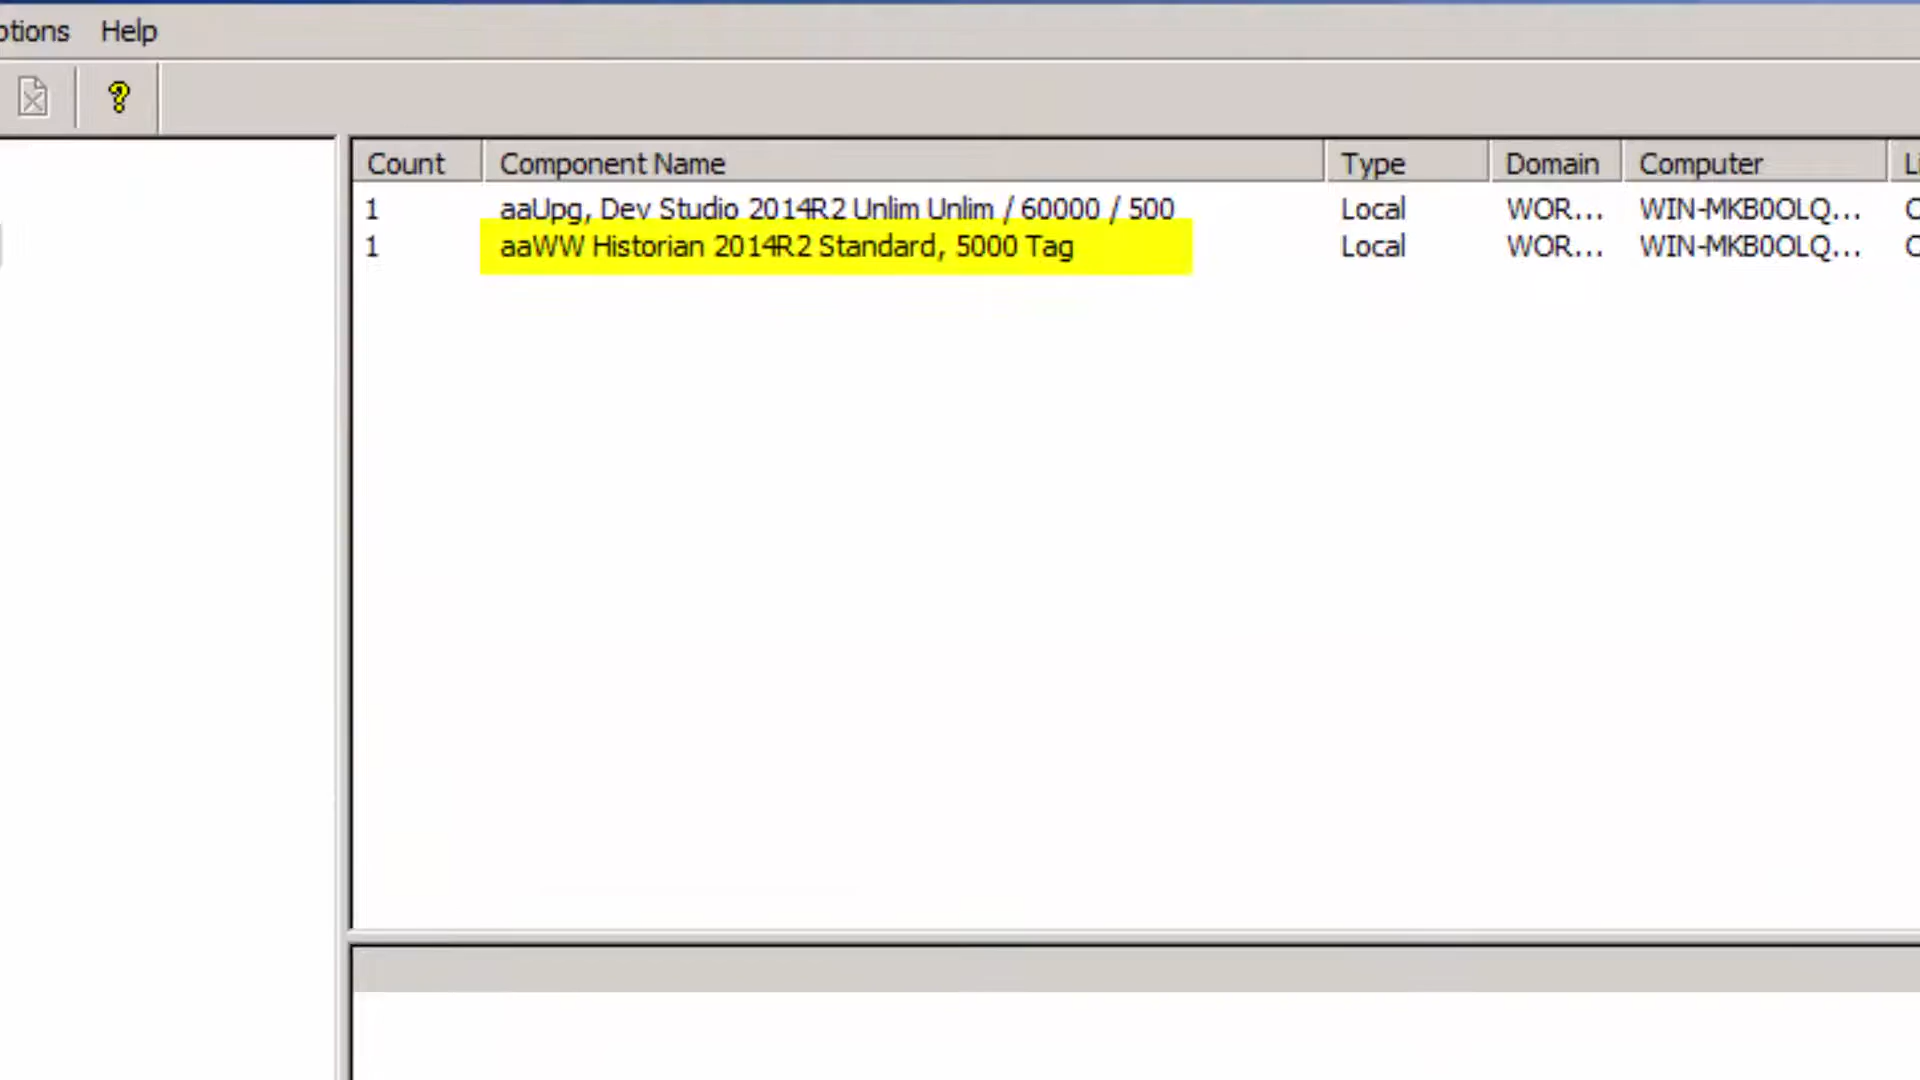 ptions Help
Count Component Name Type Domain Computer
1 aaUpg, Dev Studio 2014R2 Unlim Unlim / 60000 / 500 Local WOR... WIN-MKB0OLQ...
1 aaWW Historian 2014R2 Standard, 5000 Tag Local WOR... WIN-MKB0OLQ...